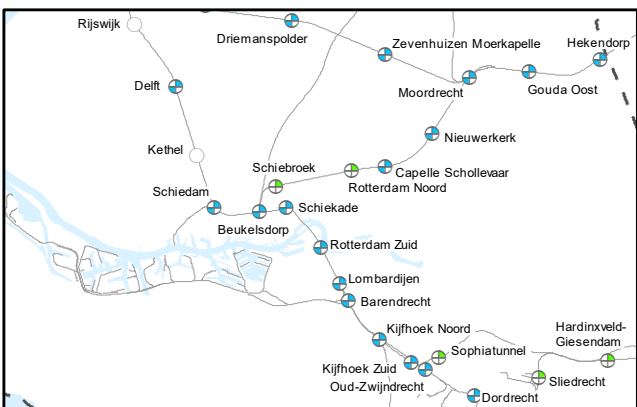 Rijswijk
Driemanspolder
Zevenhuizen Moerkapelle
Hekendorp
Delft
Moordrecht
Gouda Oost
Nieuwerkerk
Kethel
Schiebroek
Capelle Schollevaar
Rotterdam Noord
Schiedam
Schiekade
Beukelsdorp
Rotterdam Zuid
Lombardijen
Barendrecht
Kijfhoek Noord
Hardinxveld-
Giesendam
Sophiatunnel
Kijfhoek Zuid
Oud-Zwijndrecht
Sliedrecht
Dordrecht